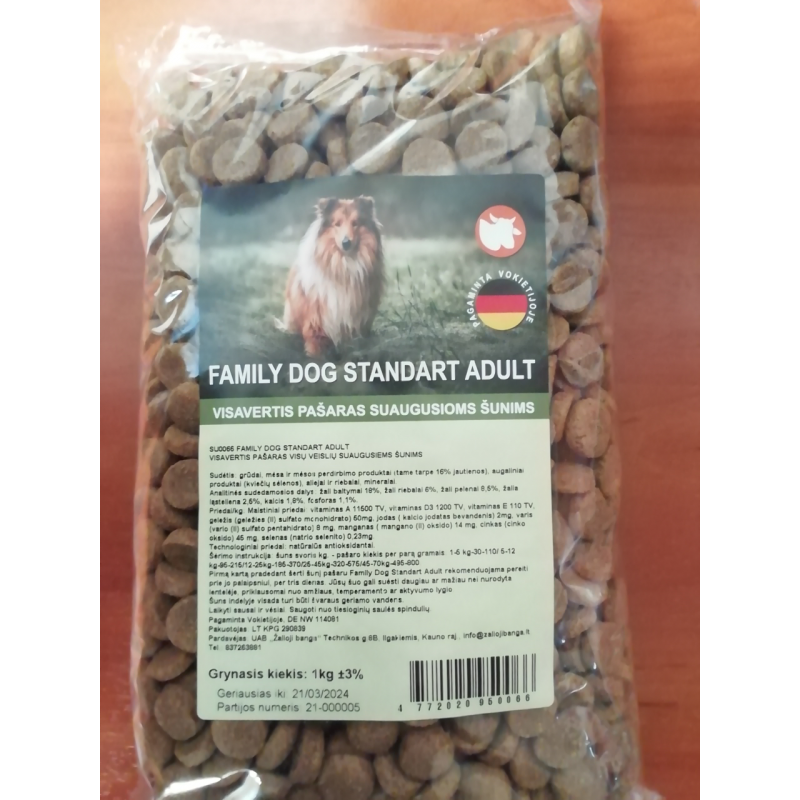 PAGAMINTA VOKIETIJOJE
FAMILY DOG STANDART ADULT
VISAVERTIS PAŠARAS SUAUGUSIOMS ŠUNIMS
SU0066 FAMILY DOG STANDART ADULT
VISAVERTIS PAŠARAS VISŲ VEISLIŲ SUAUGUSIEMS ŠUNIMS
Sudėtis: grūdai, mėsa ir mėsos perdirbimo produktai (tame tarpe 16% jautienos), augaliniai
produktai (kviečių sėlenos), aliejai ir riebalai, mineralai.
Analitinės sudedamosios dalys: žali baltymai 19%, žali riebalai 6%, žali pelenai 8,5%, žalia
ląsteliena 2,5%, kalcis 1,6%, fosforas 1,1%.
Priedai/kg. Maistiniai priedai: vitaminas A 11500 TV, vitaminas D3 1200 TV, vitaminas E 110 TV,
geležis (geležies (II) sulfato monohidrato) 60mg, jodas ( kalcio jodatas bevandenis) 2mg, varis
(vario (II) sulfato pentahidrato) 8 mg, manganas ( mangano (II) oksido) 14 mg, cinkas (cinko
oksido) 45 mg, selenas (natrio selenito) 0,23mg.
Technologiniai priedai: natūralūs antioksidantai.
Šėrimo instrukcija: šuns svoris kg. - pašaro kiekis per parą gramais. 1-5 kg-30-110/ 5-12
kg-95-215/12-25kg-185-370/25-45kg-320-575/45-70kg-495-800.
Pirmą kartą pradedant šerti šunį pašaru Family Dog Standart Adult rekomenduojama pereiti
prie jo palaipsniui, per tris dienas. Jūsų šuo gali suėsti daugiau ar mažiau nei nurodyta
lentelėje, priklausomai nuo amžiaus, temperamento ar aktyvumo lygio
Šuns indelyje visada turi būti švaraus geriamo vandens.
Laikyti sausai ir vėsiai. Saugoti nuo tiesioginių saulės spindulių.
Pagaminta Vokietijoje, DE NW 114081
Pakuotojas: LT KPG 290839
Pardavėjas: UAB „Žalioji banga" Technikos g.8B, Ilgakiemis, Kauno raj., info@zaliojibanga.lt
Tel.: 837263881
Grynasis kiekis: 1kg ±3%
Geriausias iki: 21/03/2024
Partijos numeris: 21-000005
4 772020 950066